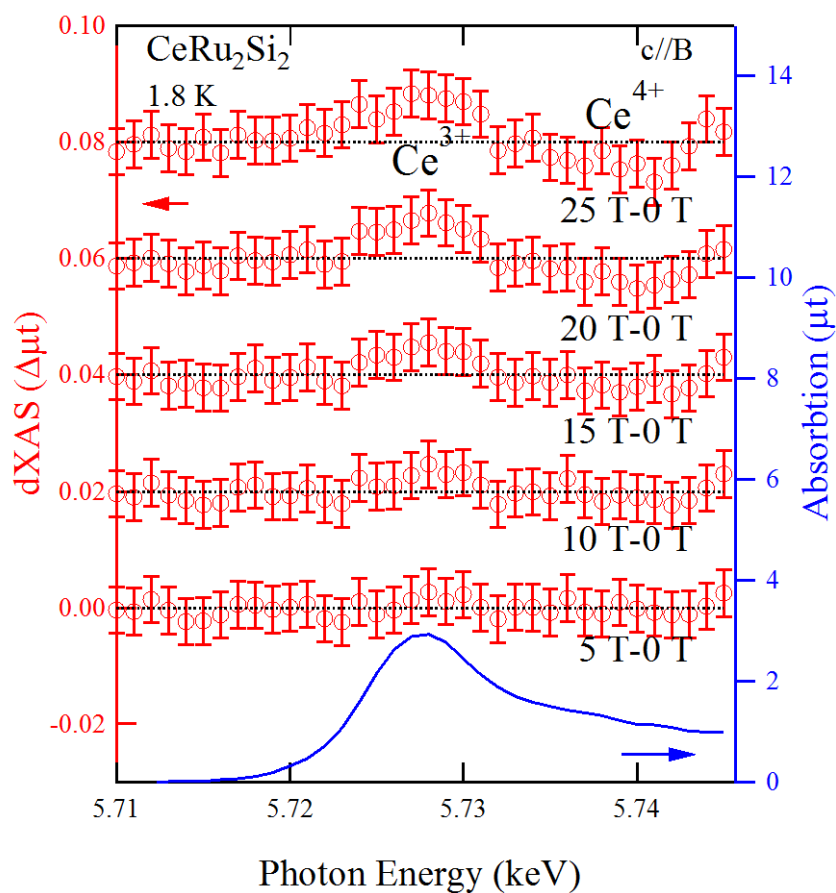 0.10
0.08
0.06
0.04
0.02
0.00
-0.02
dXAS (Δμt)
CeRu₂Si₂
1.8 K
c//B
Ce³⁺
Ce⁴⁺
25 T-0 T
20 T-0 T
15 T-0 T
10 T-0 T
5 T-0 T
14
12
10
8
6
4
2
0
Absorbtion (μt)
5.71
5.72
5.73
5.74
Photon Energy (keV)